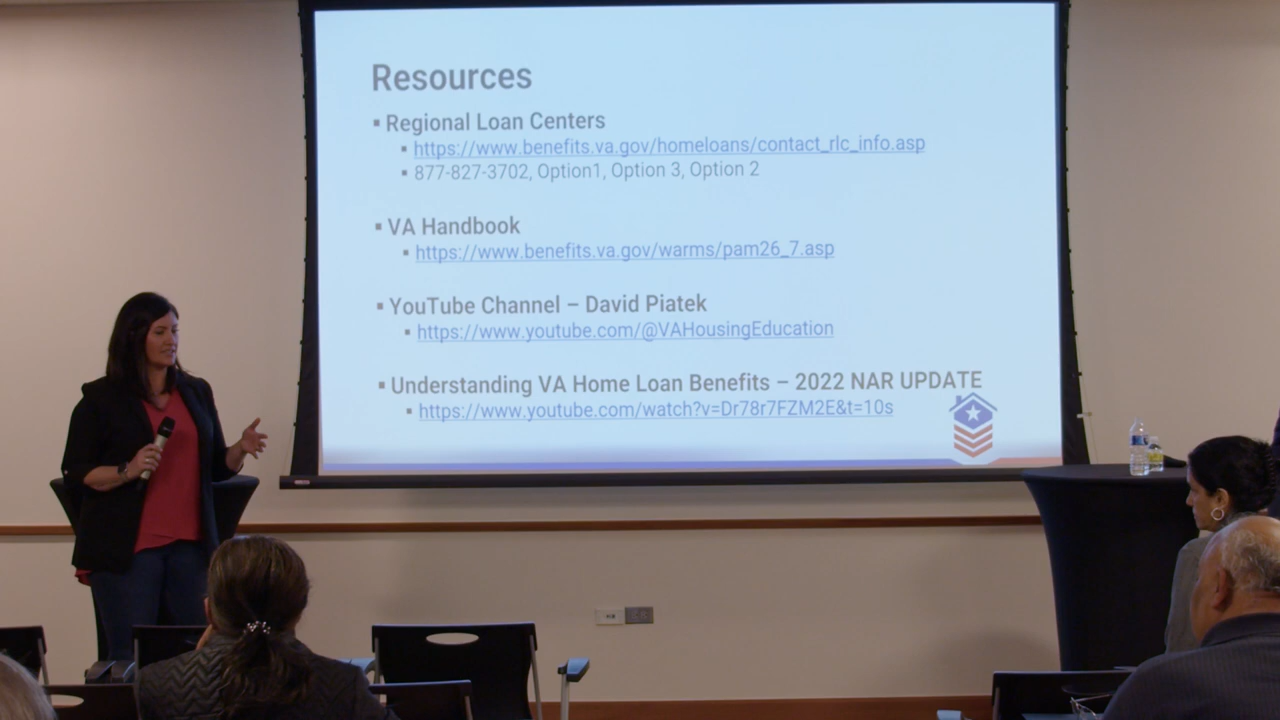 Resources
▪ Regional Loan Centers
▪ https://www.benefits.va.gov/homeloans/contact_rlc_info.asp
▪ 877-827-3702, Option1, Option 3, Option 2
▪ VA Handbook
▪ https://www.benefits.va.gov/warms/pam26_7.asp
▪ YouTube Channel – David Piatek
▪ https://www.youtube.com/@VAHousingEducation
▪ Understanding VA Home Loan Benefits – 2022 NAR UPDATE
▪ https://www.youtube.com/watch?v=Dr78r7FZM2E&t=10s